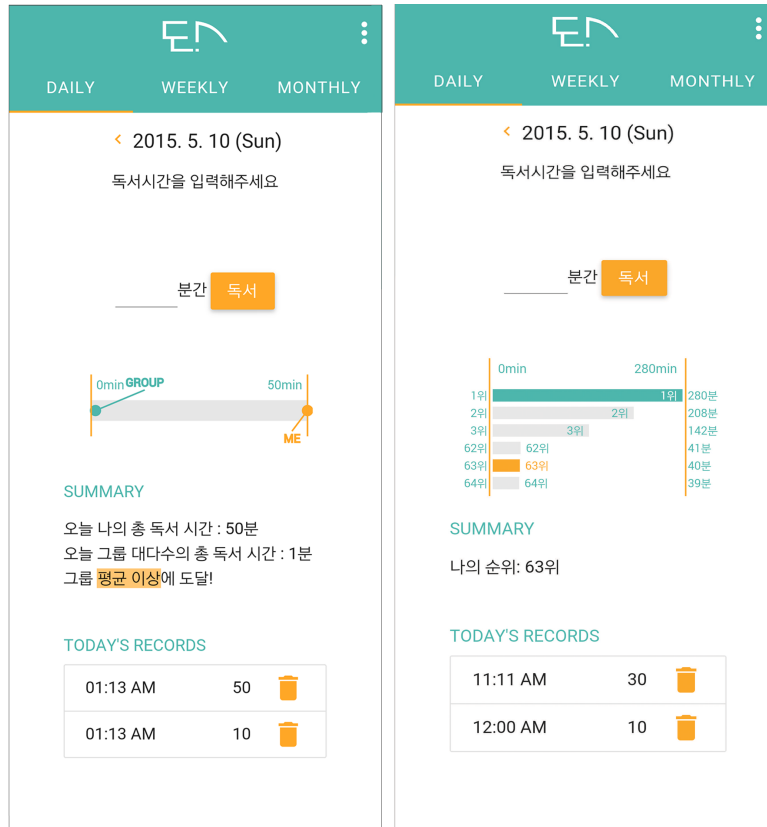 DAILY WEEKLY MONTHLY
2015. 5. 10 (Sun)
독서시간을 입력해주세요
분간 독서
0min GROUP 50min
ME
SUMMARY
오늘 나의 총 독서 시간 : 50분
오늘 그룹 대다수의 총 독서 시간 : 1분
그룹 평균 이상에 도달!
TODAY'S RECORDS
01:13 AM 50
01:13 AM 10
DAILY WEEKLY MONTHLY
2015. 5. 10 (Sun)
독서시간을 입력해주세요
분간 독서
0min 280min
1위 1위 280분
2위 2위 208분
3위 3위 142분
62위 62위 41분
63위 63위 40분
64위 64위 39분
SUMMARY
나의 순위: 63위
TODAY'S RECORDS
11:11 AM 30
12:00 AM 10